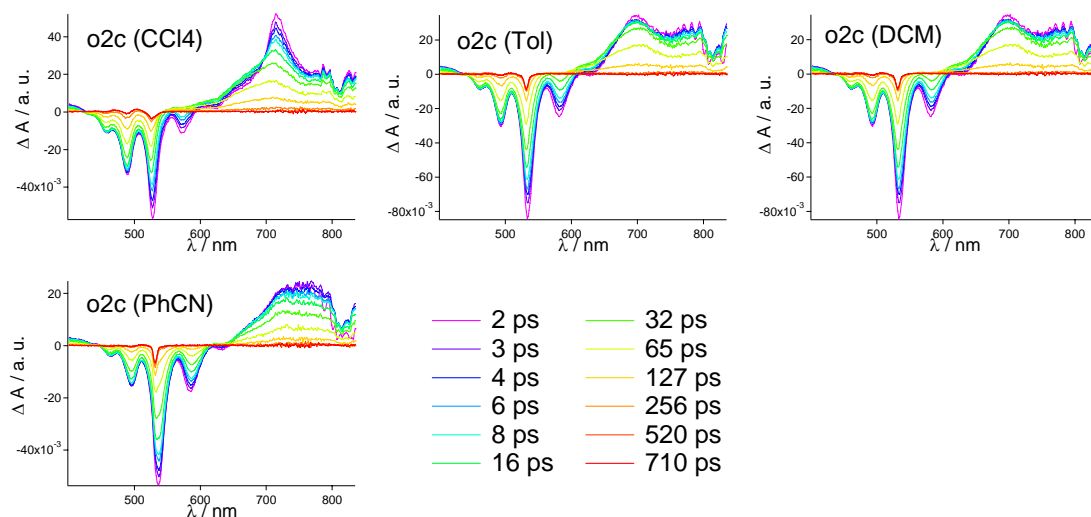 o2c (CCl4)
Δ A / a. u.
40
20
0
-20
-40x10⁻³
500
600
700
800
λ / nm
o2c (Tol)
Δ A / a. u.
20
0
-20
-40
-60
-80x10⁻³
500
600
700
800
λ / nm
o2c (DCM)
Δ A / a. u.
20
0
-20
-40
-60
-80x10⁻³
500
600
700
800
λ / nm
o2c (PhCN)
Δ A / a. u.
20
0
-20
-40x10⁻³
500
600
700
800
λ / nm
2 ps
3 ps
4 ps
6 ps
8 ps
16 ps
32 ps
65 ps
127 ps
256 ps
520 ps
710 ps